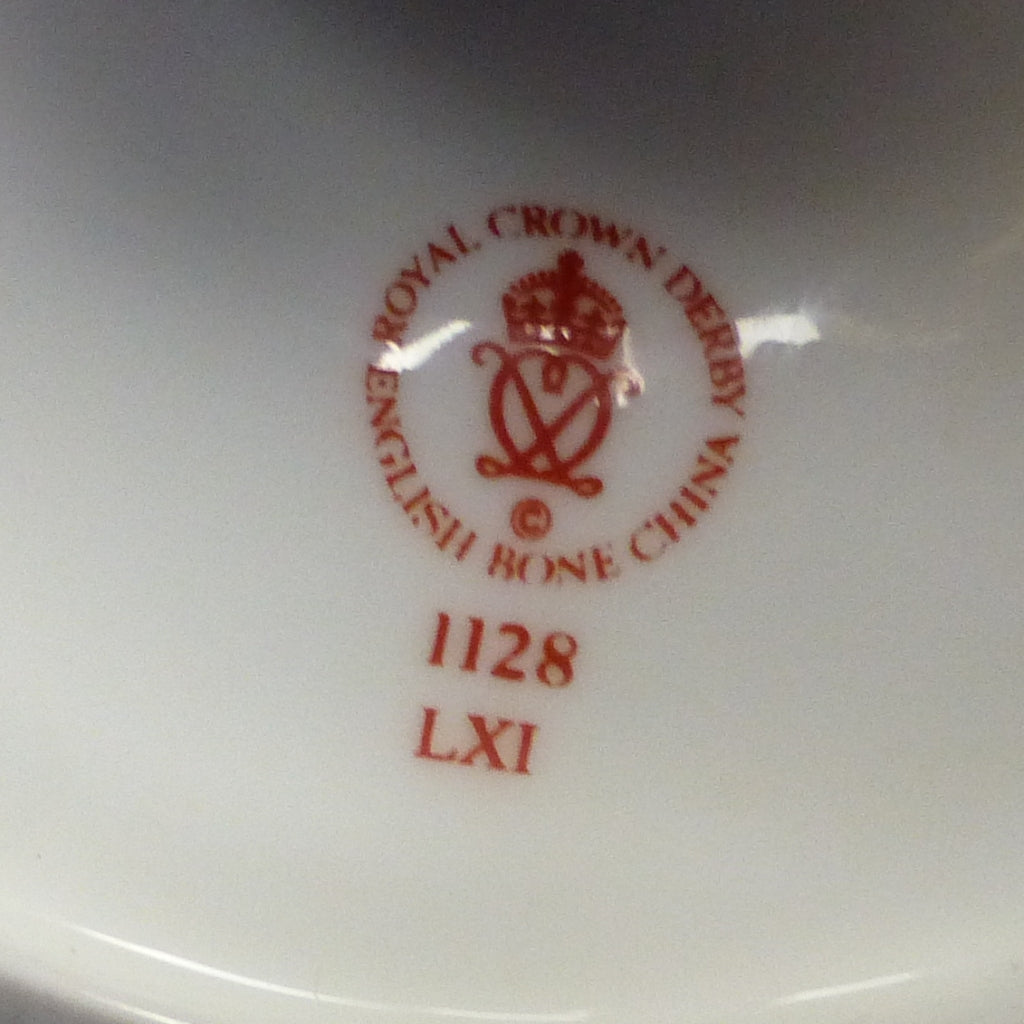 ROYAL CROWN DERBY
ENGLISH BONE CHINA
©
1128
LXI